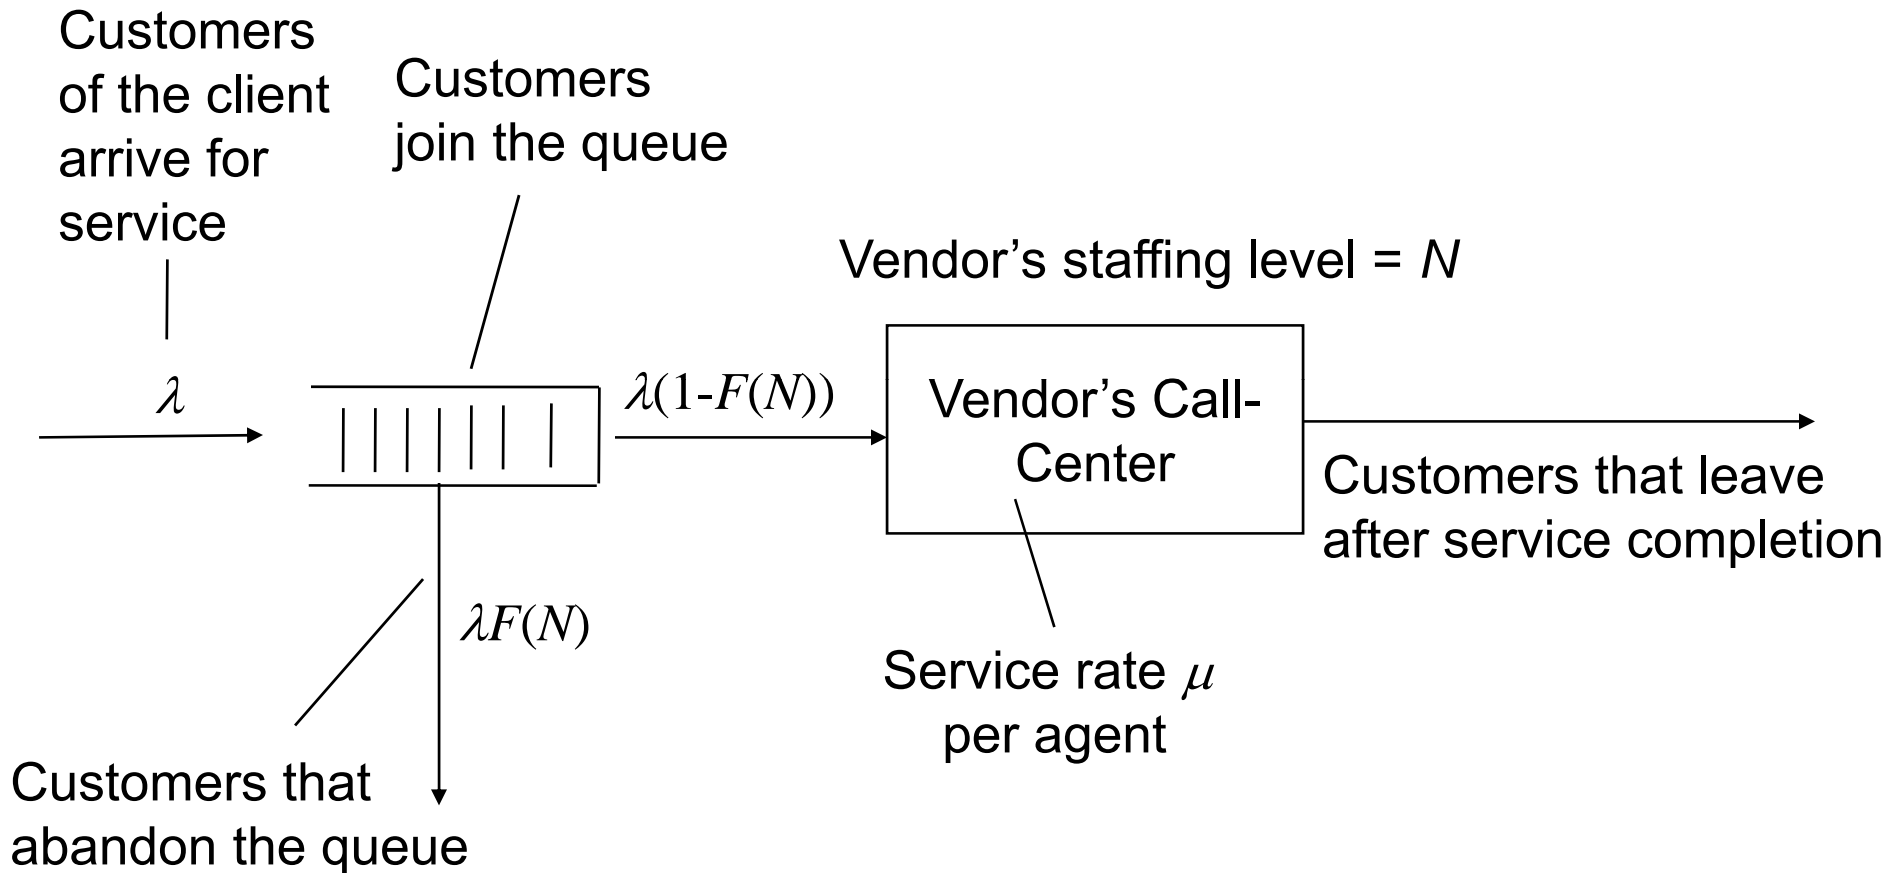 Customers
of the client
arrive for
service
Customers
join the queue
Vendor’s staffing level = N
λ
λ(1-F(N))
Vendor’s Call-
Center
Customers that leave
after service completion
λF(N)
Service rate μ
per agent
Customers that
abandon the queue